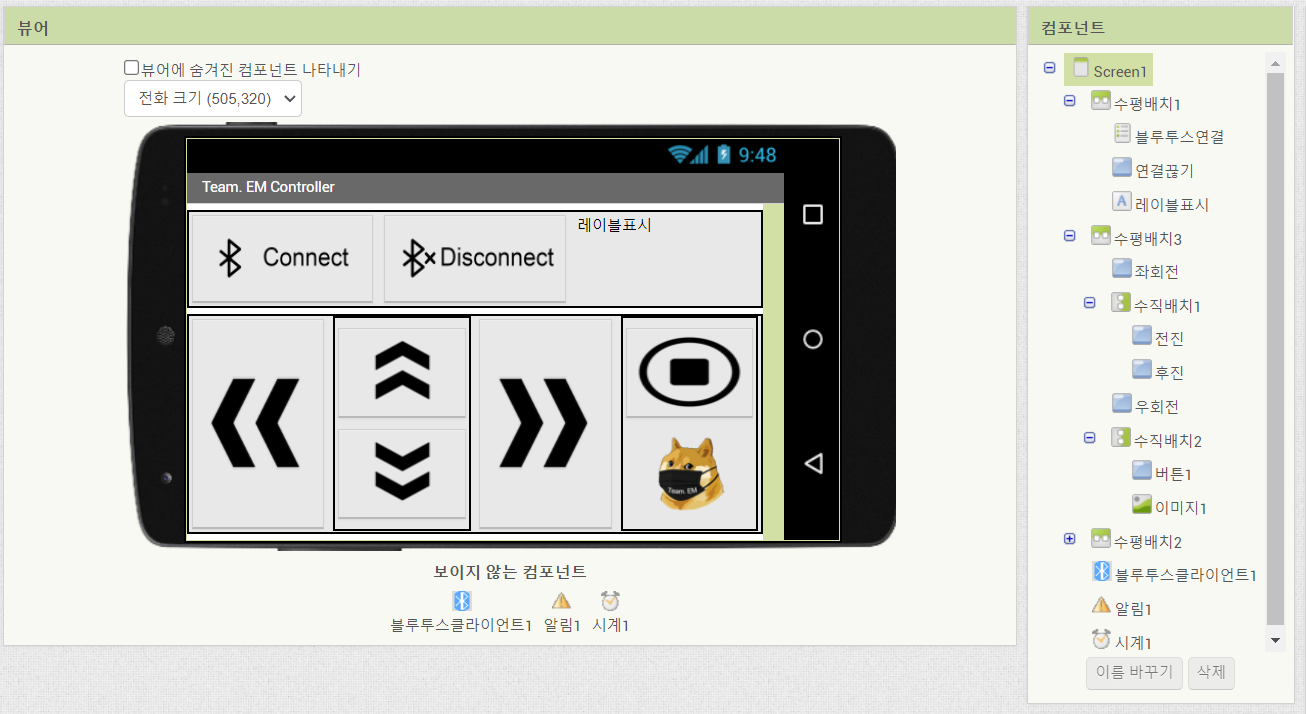 뷰어
뷰어에 숨겨진 컴포넌트 나타내기
전화 크기 (505,320)
9:48
Team. EM Controller
Connect
Disconnect
레이블표시
Team. EM
보이지 않는 컴포넌트
블루투스클라이언트1 알림1 시계1
컴포넌트
Screen1
수평배치1
블루투스연결
연결끊기
A 레이블표시
수평배치3
좌회전
수직배치1
전진
후진
우회전
수직배치2
버튼1
이미지1
수평배치2
블루투스클라이언트1
알림1
시계1
이름 바꾸기 삭제